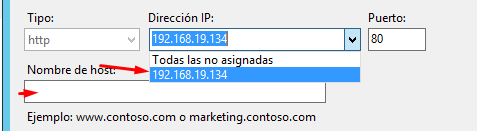 Tipo: Dirección IP: Puerto:
http 192.168.19.134 80
Todas las no asignadas
192.168.19.134
Nombre de host:
Ejemplo: www.contoso.com o marketing.contoso.com